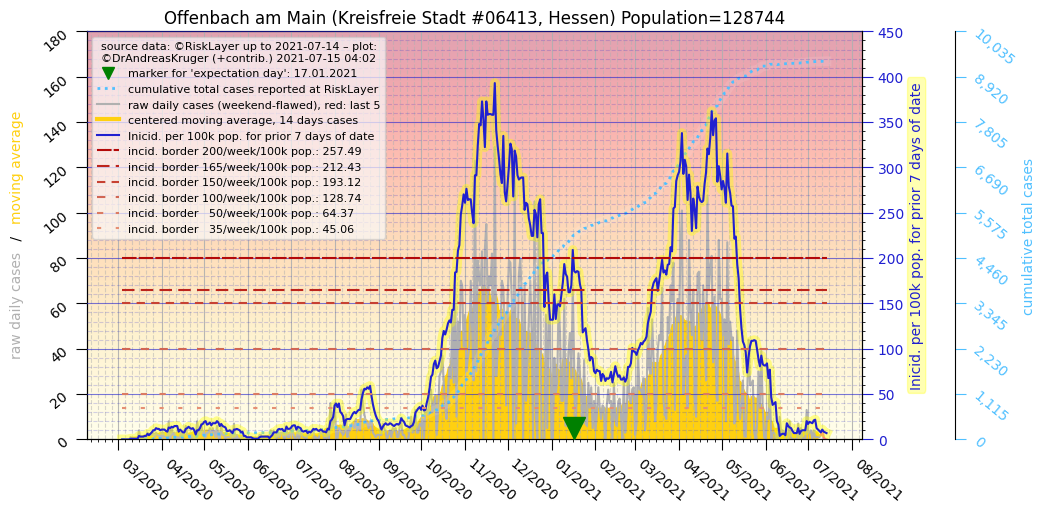 Offenbach am Main (Kreisfreie Stadt #06413, Hessen) Population=128744
source data: ©RiskLayer up to 2021-07-14 – plot:
©DrAndreasKruger (+contrib.) 2021-07-15 04:02
marker for 'expectation day': 17.01.2021
cumulative total cases reported at RiskLayer
raw daily cases (weekend-flawed), red: last 5
centered moving average, 14 days cases
Inicid. per 100k pop. for prior 7 days of date
incid. border 200/week/100k pop.: 257.49
incid. border 165/week/100k pop.: 212.43
incid. border 150/week/100k pop.: 193.12
incid. border 100/week/100k pop.: 128.74
incid. border   50/week/100k pop.: 64.37
incid. border   35/week/100k pop.: 45.06
raw daily cases / moving average
180
160
140
120
100
80
60
40
20
0
450
400
350
300
250
200
150
100
50
0
Inicid. per 100k pop. for prior 7 days of date
10,035
8,920
7,805
6,690
5,575
4,460
3,345
2,230
1,115
0
cumulative total cases
03/2020
04/2020
05/2020
06/2020
07/2020
08/2020
09/2020
10/2020
11/2020
12/2020
01/2021
02/2021
03/2021
04/2021
05/2021
06/2021
07/2021
08/2021